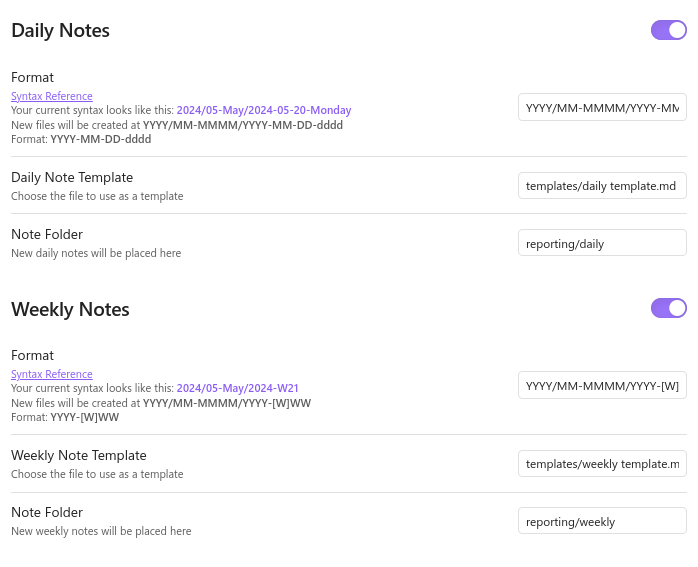 Daily Notes
Format
Syntax Reference
Your current syntax looks like this: 2024/05-May/2024-05-20-Monday
New files will be created at YYYY/MM-MMMM/YYYY-MM-DD-dddd
Format: YYYY-MM-DD-dddd
YYYY/MM-MMMM/YYYY-MM
Daily Note Template
Choose the file to use as a template
templates/daily template.md
Note Folder
New daily notes will be placed here
reporting/daily
Weekly Notes
Format
Syntax Reference
Your current syntax looks like this: 2024/05-May/2024-W21
New files will be created at YYYY/MM-MMMM/YYYY-[W]WW
Format: YYYY-[W]WW
YYYY/MM-MMMM/YYYY-[W]
Weekly Note Template
Choose the file to use as a template
templates/weekly template.m
Note Folder
New weekly notes will be placed here
reporting/weekly